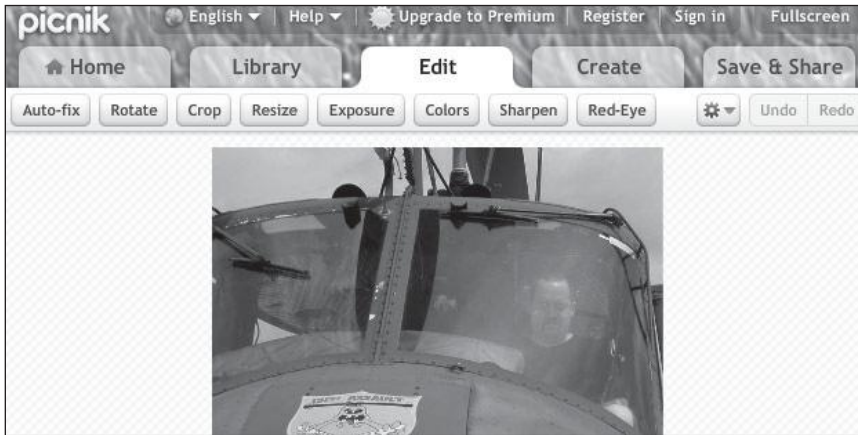 picnik English Help Upgrade to Premium Register Sign in Fullscreen
Home Library Edit Create Save & Share
Auto-fix Rotate Crop Resize Exposure Colors Sharpen Red-Eye Undo Redo
ASSAULT